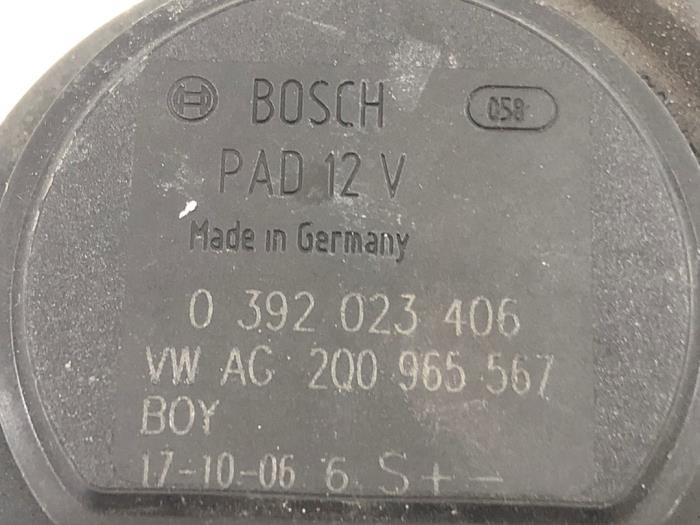 BOSCH 058
PAD 12 V
Made in Germany
0 392 023 406
VW AG 2Q0 965 567
BOY
17-10-06 6 S + -